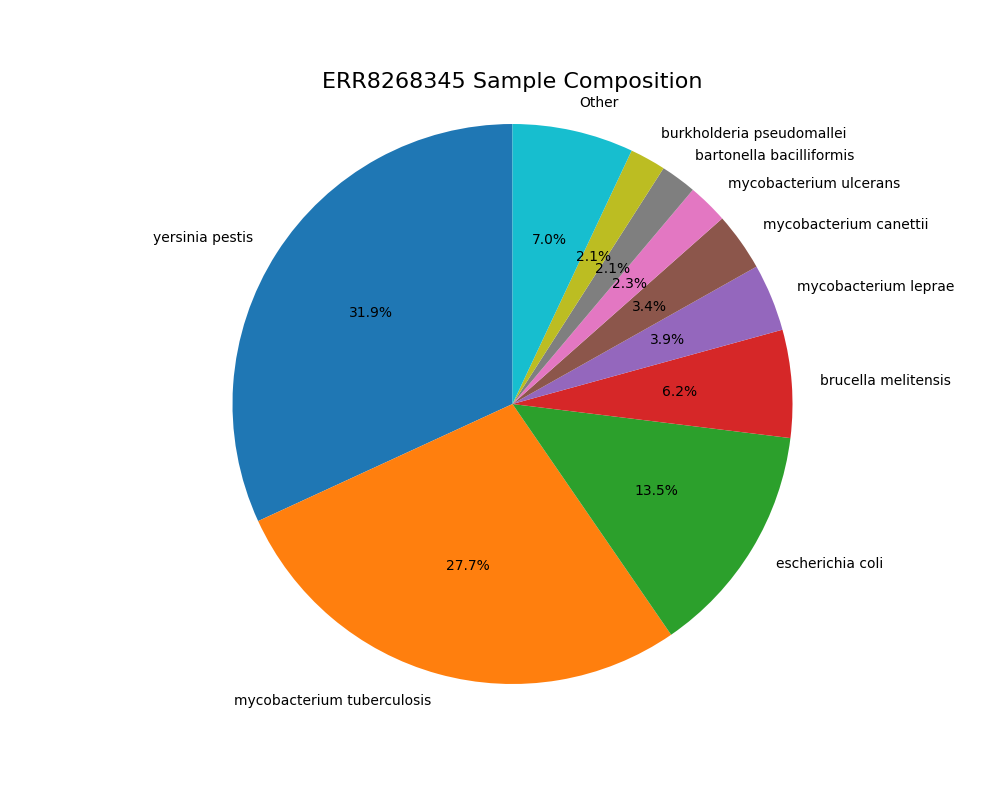 ERR8268345 Sample Composition
Other
burkholderia pseudomallei
bartonella bacilliformis
mycobacterium ulcerans
mycobacterium canettii
mycobacterium leprae
brucella melitensis
escherichia coli
mycobacterium tuberculosis
yersinia pestis
7.0%
2.1%
2.1%
2.3%
3.4%
3.9%
6.2%
13.5%
27.7%
31.9%